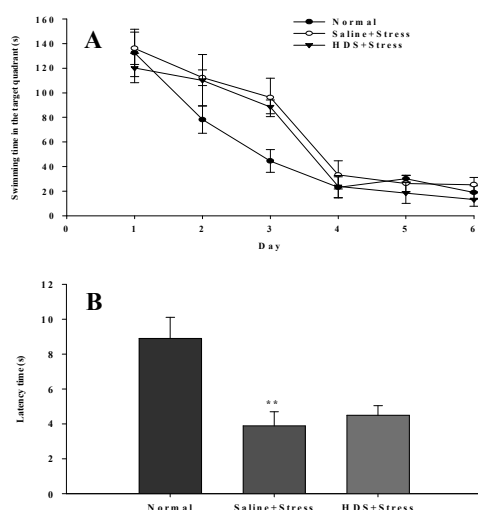 160
140
120
100
80
60
40
20
0
Swimming time in the target quadrant (s)
A
Normal
Saline+Stress
HDS+Stress
0 1 2 3 4 5 6
Day
12
10
8
6
4
2
0
Latency time (s)
B
**
Normal Saline+Stress HDS+Stress